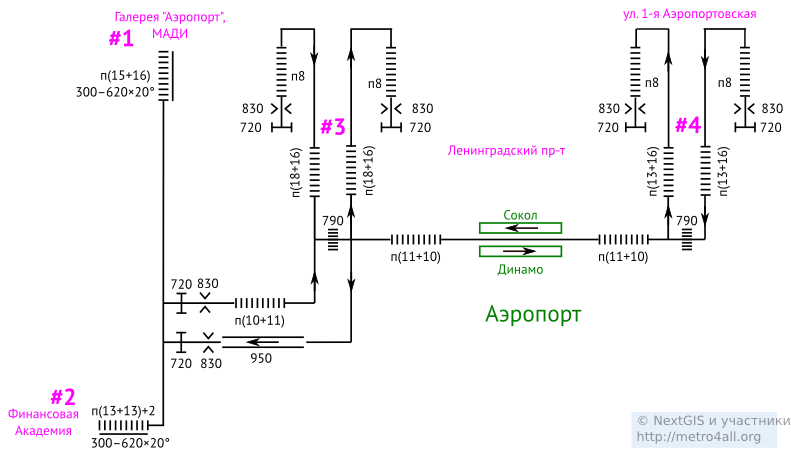 Галерея "Аэропорт",
МАДИ
#1
п(15+16)
300–620×20°
ул. 1-я Аэропортовская
п8
п8
п8
п8
830
720
830
720
830
720
830
720
#3
#4
Ленинградский пр-т
п(18+16)
п(18+16)
п(13+16)
п(13+16)
790
790
Сокол
п(11+10)
п(11+10)
Динамо
Аэропорт
720 830
п(10+11)
720 830
950
#2
Финансовая
Академия
п(13+13)+2
300–620×20°
© NextGIS и участники
http://metro4all.org